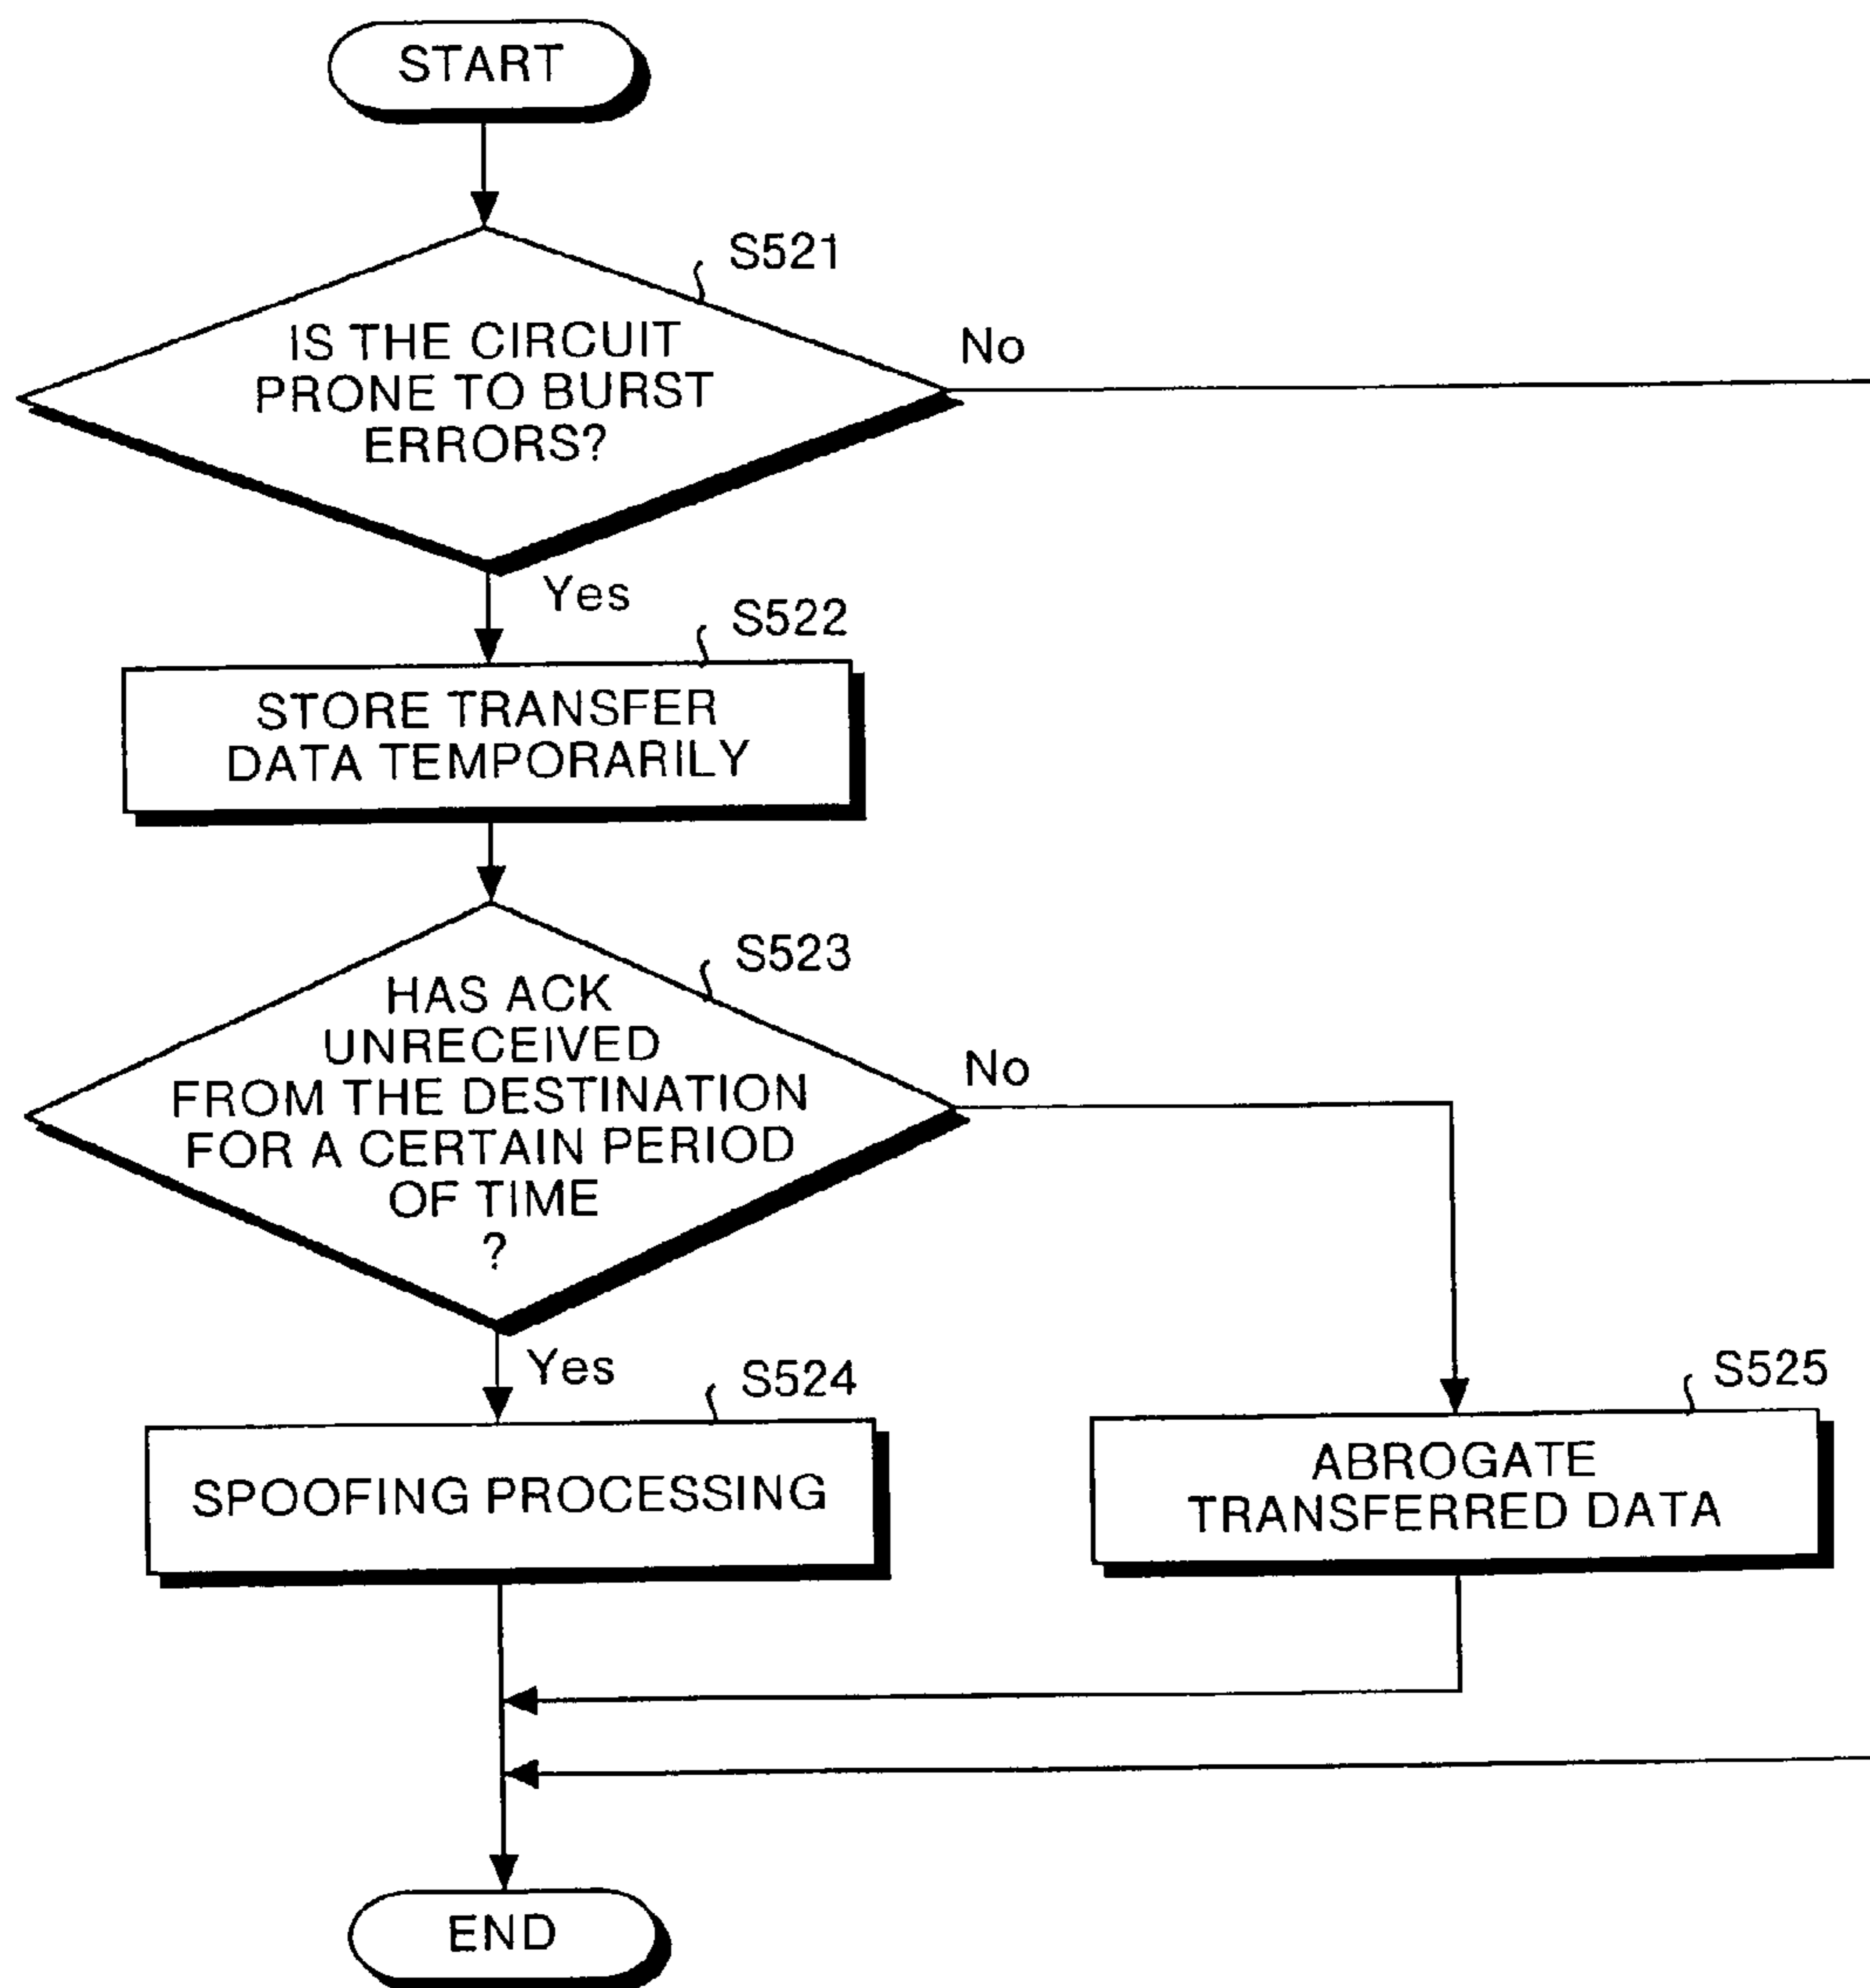 START
S521
IS THE CIRCUIT
PRONE TO BURST
ERRORS?
No
Yes
S522
STORE TRANSFER
DATA TEMPORARILY
S523
HAS ACK
UNRECEIVED
FROM THE DESTINATION
FOR A CERTAIN PERIOD
OF TIME
?
No
Yes
S524
SPOOFING PROCESSING
S525
ABROGATE
TRANSFERRED DATA
END